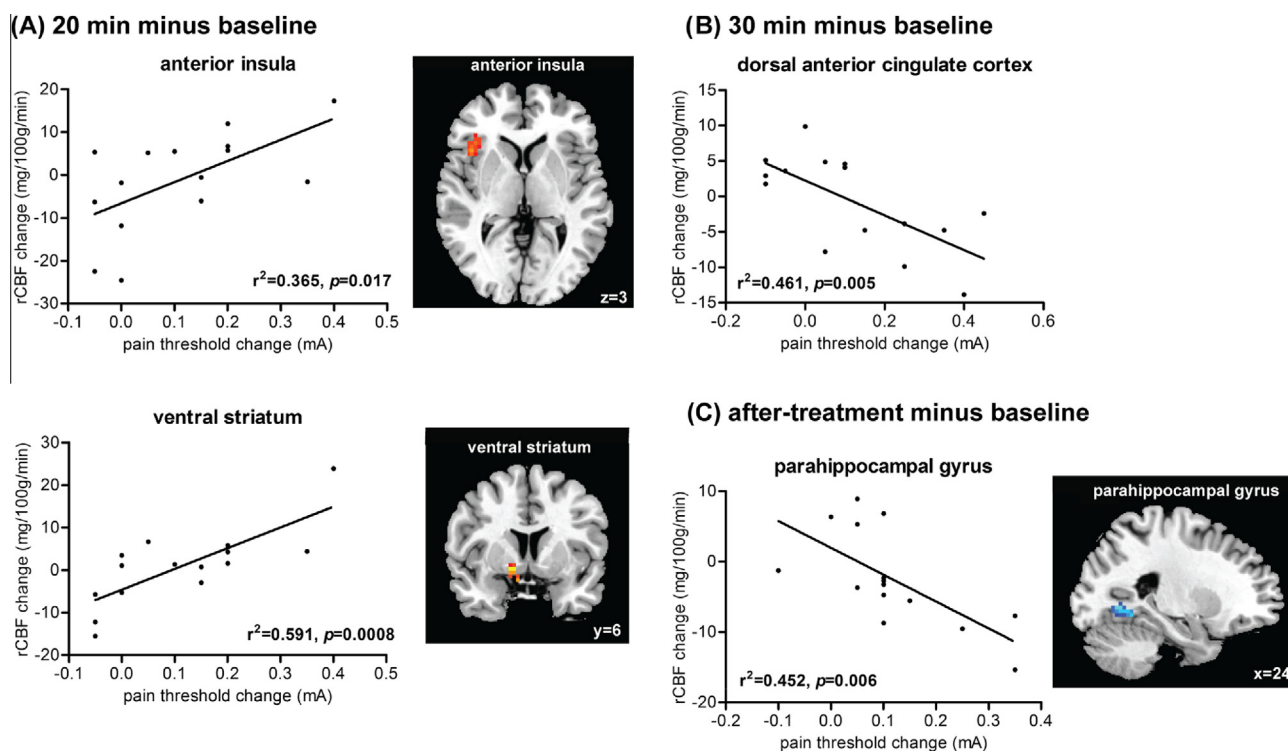 (A) 20 min minus baseline
anterior insula
rCBF change (mg/100g/min)
20
10
0
-10
-20
-30
-0.1 0.0 0.1 0.2 0.3 0.4 0.5
pain threshold change (mA)
r²=0.365, p=0.017
anterior insula
z=3
ventral striatum
rCBF change (mg/100g/min)
30
20
10
0
-10
-20
-0.1 0.0 0.1 0.2 0.3 0.4 0.5
pain threshold change (mA)
r²=0.591, p=0.0008
ventral striatum
y=6
(B) 30 min minus baseline
dorsal anterior cingulate cortex
rCBF change (mg/100g/min)
15
10
5
0
-5
-10
-15
-0.2 0.0 0.2 0.4 0.6
pain threshold change (mA)
r²=0.461, p=0.005
(C) after-treatment minus baseline
parahippocampal gyrus
rCBF change (mg/100g/min)
10
0
-10
-20
-0.2 -0.1 0.0 0.1 0.2 0.3 0.4
pain threshold change (mA)
r²=0.452, p=0.006
parahippocampal gyrus
x=24